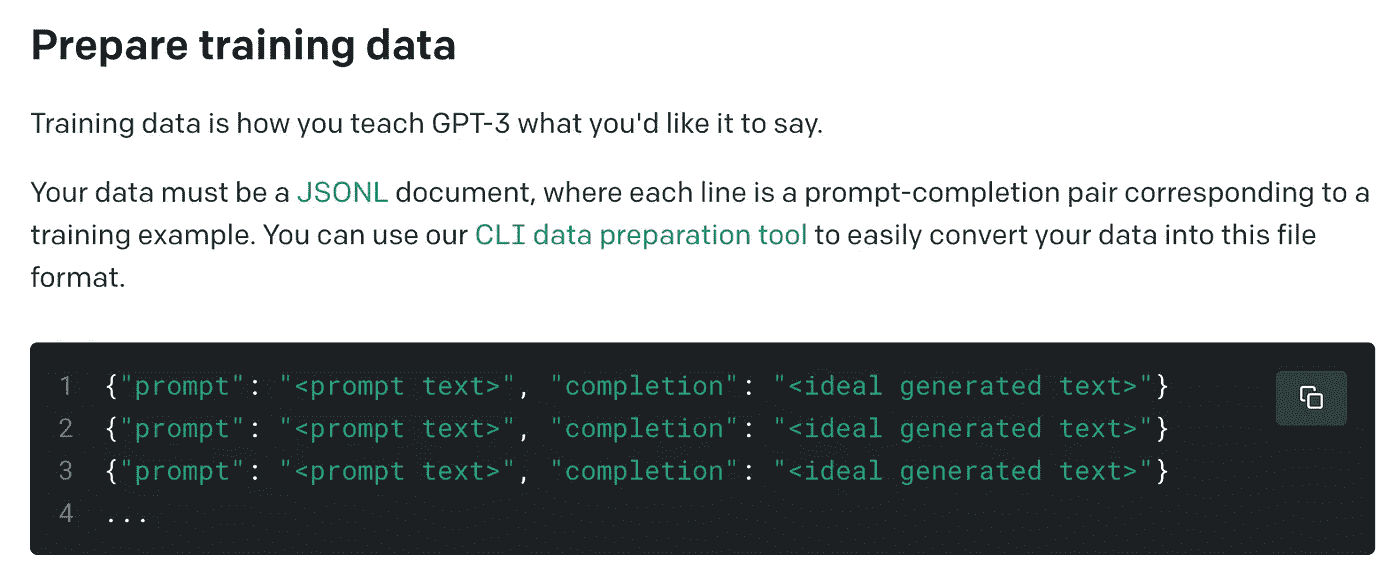 Prepare training data
Training data is how you teach GPT-3 what you'd like it to say.
Your data must be a JSONL document, where each line is a prompt-completion pair corresponding to a
training example. You can use our CLI data preparation tool to easily convert your data into this file
format.
1 {"prompt": "<prompt text>", "completion": "<ideal generated text>"}
2 {"prompt": "<prompt text>", "completion": "<ideal generated text>"}
3 {"prompt": "<prompt text>", "completion": "<ideal generated text>"}
4 ...